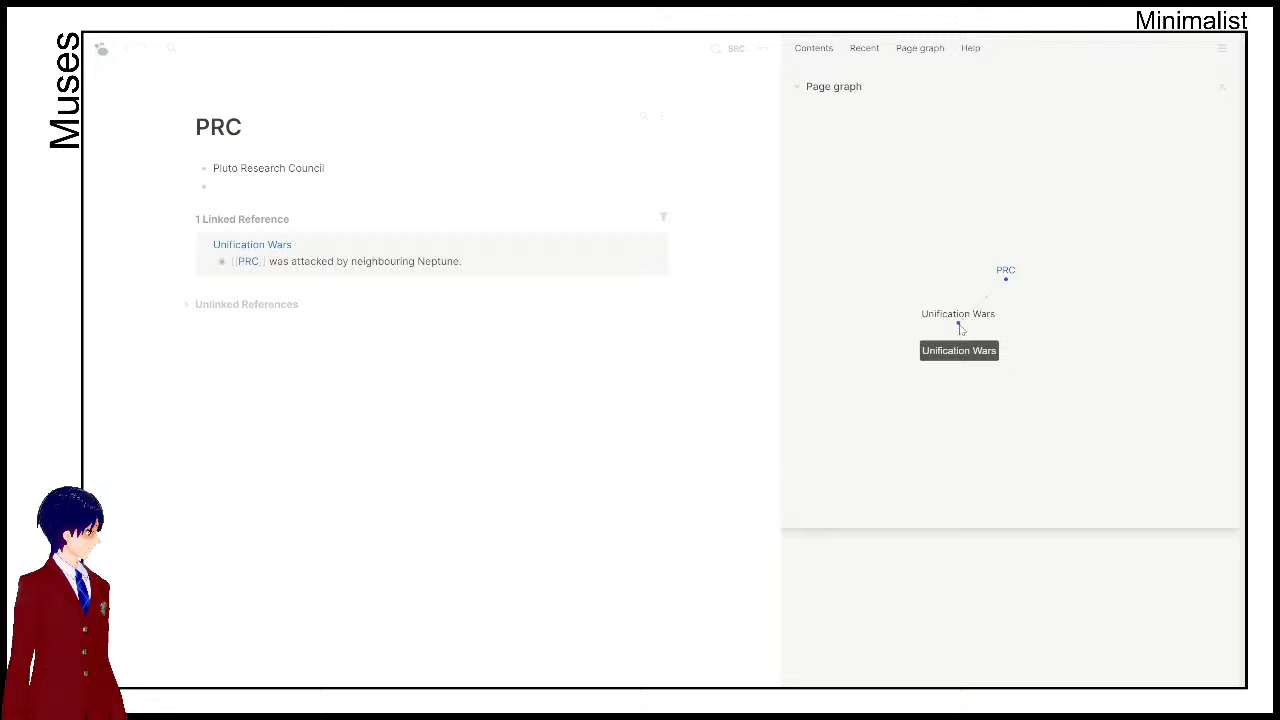 Minimalist
Muses
SRC
Contents Recent Page graph Help
Page graph
PRC
Pluto Research Council
1 Linked Reference
Unification Wars
[[PRC]] was attacked by neighbouring Neptune.
Unlinked References
PRC
Unification Wars
Unification Wars